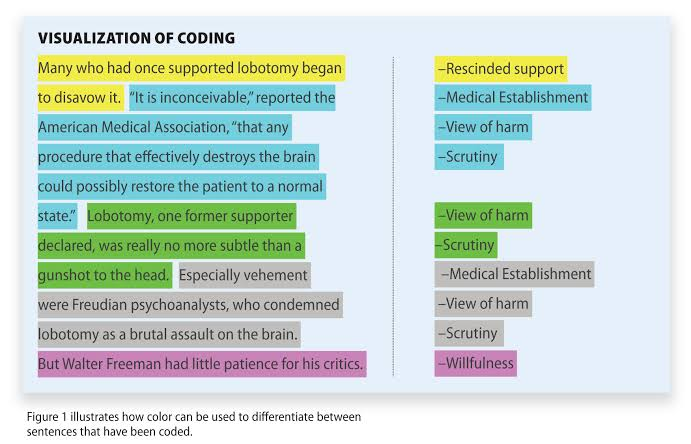 VISUALIZATION OF CODING
Many who had once supported lobotomy began
to disavow it. “It is inconceivable,” reported the
American Medical Association, “that any
procedure that effectively destroys the brain
could possibly restore the patient to a normal
state.” Lobotomy, one former supporter
declared, was really no more subtle than a
gunshot to the head. Especially vehement
were Freudian psychoanalysts, who condemned
lobotomy as a brutal assault on the brain.
But Walter Freeman had little patience for his critics.
–Rescinded support
–Medical Establishment
–View of harm
–Scrutiny
–View of harm
–Scrutiny
–Medical Establishment
–View of harm
–Scrutiny
–Willfulness
Figure 1 illustrates how color can be used to differentiate between
sentences that have been coded.